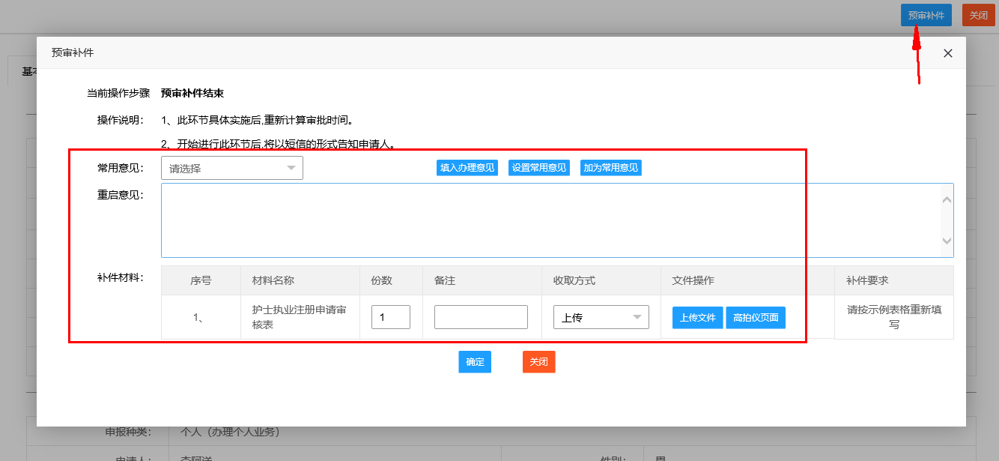 预审补件 关闭
预审补件
基本
当前操作步骤 预审补件结束
操作说明： 1、此环节具体实施后,重新计算审批时间。
2、开始进行此环节后,将以短信的形式告知申请人。
常用意见： 请选择 填入办理意见 设置常用意见 加为常用意见
重启意见：
补件材料： 序号 材料名称 份数 备注 收取方式 文件操作 补件要求
1、 护士执业注册申请审核表 1 上传 上传文件 高拍仪页面 请按示例表格重新填写
确定 关闭
申报种类： 个人（办理个人业务）
申请人： 性别： 男